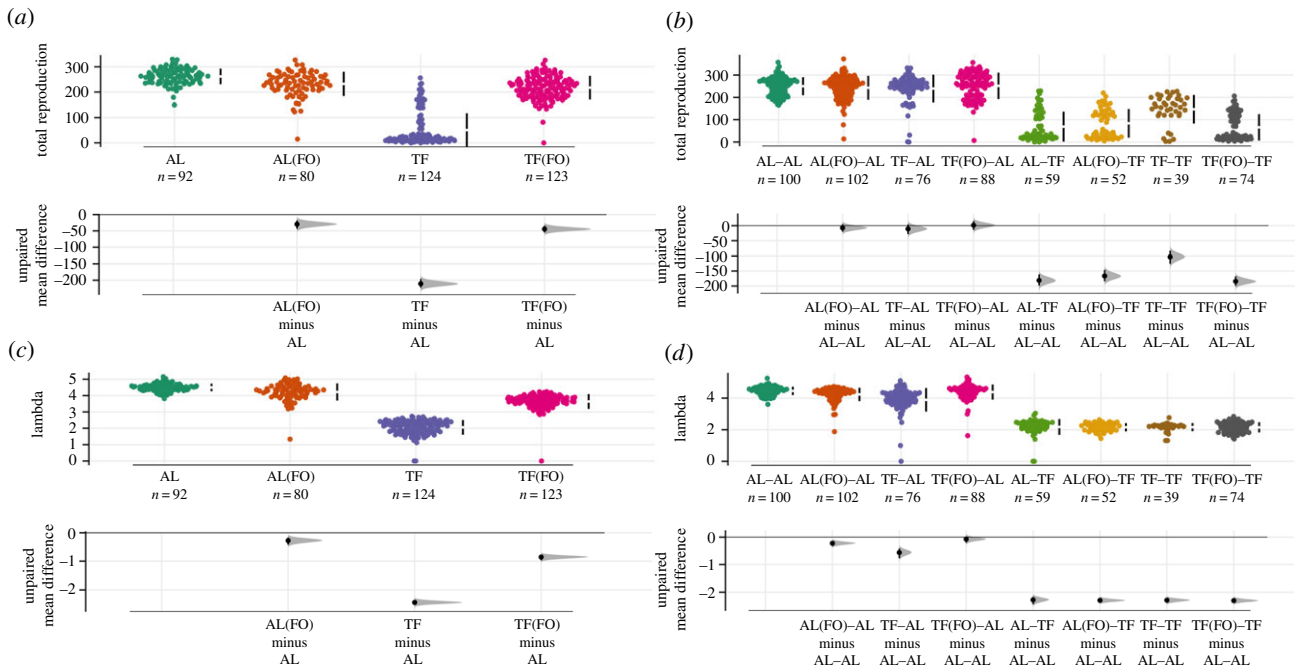 (a)
total reproduction
300
200
100
0
AL AL(FO) TF TF(FO)
n = 92 n = 80 n = 124 n = 123
unpaired
mean difference
0
–50
–100
–150
–200
AL(FO) TF TF(FO)
minus minus minus
AL AL AL
(b)
total reproduction
300
200
100
0
AL–AL AL(FO)–AL TF–AL TF(FO)–AL AL–TF AL(FO)–TF TF–TF TF(FO)–TF
n = 100 n = 102 n = 76 n = 88 n = 59 n = 52 n = 39 n = 74
unpaired
mean difference
0
–50
–100
–150
–200
AL(FO)–AL TF–AL TF(FO)–AL AL–TF AL(FO)–TF TF–TF TF(FO)–TF
minus minus minus minus minus minus minus
AL–AL AL–AL AL–AL AL–AL AL–AL AL–AL AL–AL
(c)
lambda
5
4
3
2
1
0
AL AL(FO) TF TF(FO)
n = 92 n = 80 n = 124 n = 123
unpaired
mean difference
0
–1
–2
AL(FO) TF TF(FO)
minus minus minus
AL AL AL
(d)
lambda
4
2
0
AL–AL AL(FO)–AL TF–AL TF(FO)–AL AL–TF AL(FO)–TF TF–TF TF(FO)–TF
n = 100 n = 102 n = 76 n = 88 n = 59 n = 52 n = 39 n = 74
unpaired
mean difference
0
–1
–2
AL(FO)–AL TF–AL TF(FO)–AL AL–TF AL(FO)–TF TF–TF TF(FO)–TF
minus minus minus minus minus minus minus
AL–AL AL–AL AL–AL AL–AL AL–AL AL–AL AL–AL